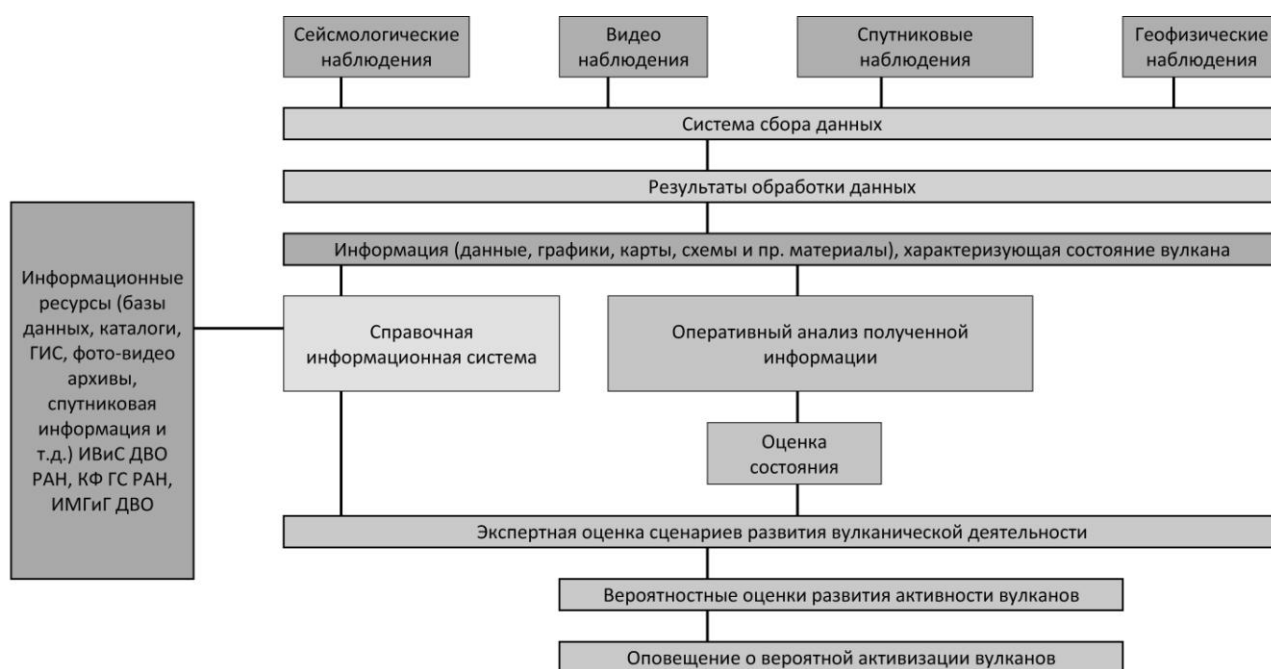 Сейсмологические
наблюдения
Видео
наблюдения
Спутниковые
наблюдения
Геофизические
наблюдения
Система сбора данных
Результаты обработки данных
Информация (данные, графики, карты, схемы и пр. материалы), характеризующая состояние вулкана
Информационные
ресурсы (базы
данных, каталоги,
ГИС, фото-видео
архивы,
спутниковая
информация и
т.д.) ИВиС ДВО
РАН, КФ ГС РАН,
ИМГиГ ДВО
Справочная
информационная система
Оперативный анализ полученной
информации
Оценка
состояния
Экспертная оценка сценариев развития вулканической деятельности
Вероятностные оценки развития активности вулканов
Оповещение о вероятной активизации вулканов